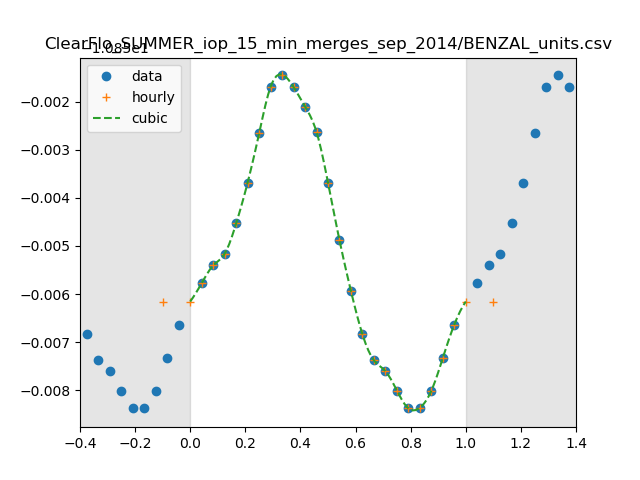 ClearFlo_SUMMER_iop_15_min_merges_sep_2014/BENZAL_units.csv
data
hourly
cubic
−0.002
−0.003
−0.004
−0.005
−0.006
−0.007
−0.008
−0.4 −0.2 0.0 0.2 0.4 0.6 0.8 1.0 1.2 1.4